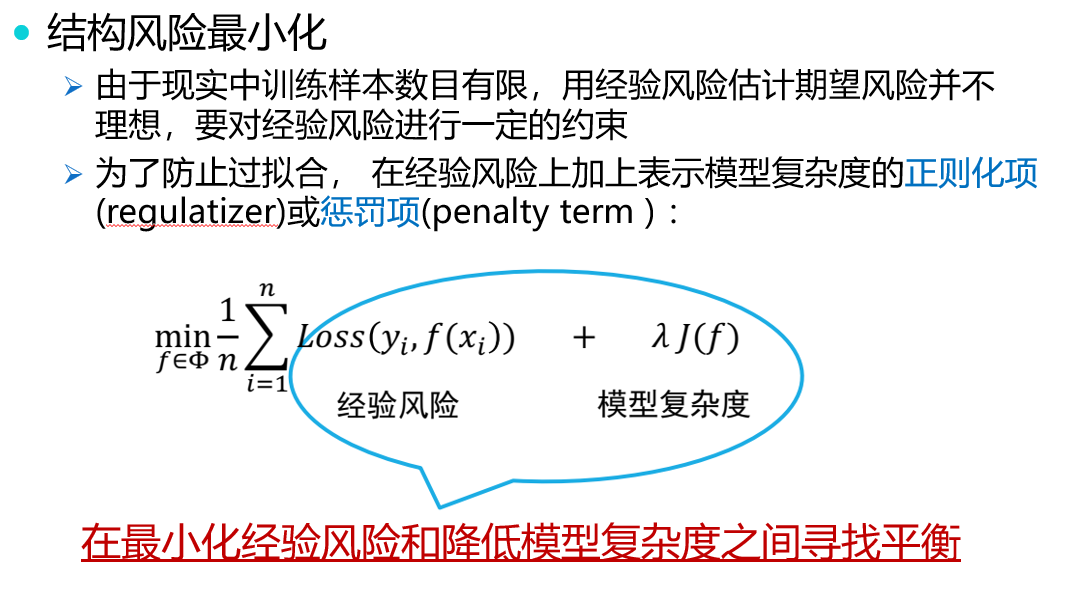 结构风险最小化
由于现实中训练样本数目有限，用经验风险估计期望风险并不
理想，要对经验风险进行一定的约束
为了防止过拟合， 在经验风险上加上表示模型复杂度的正则化项
(regulatizer)或惩罚项(penalty term )：
min_{f∈Φ} \frac{1}{n} \sum_{i=1}^{n} Loss(y_i, f(x_i)) + λ J(f)
经验风险 模型复杂度
在最小化经验风险和降低模型复杂度之间寻找平衡